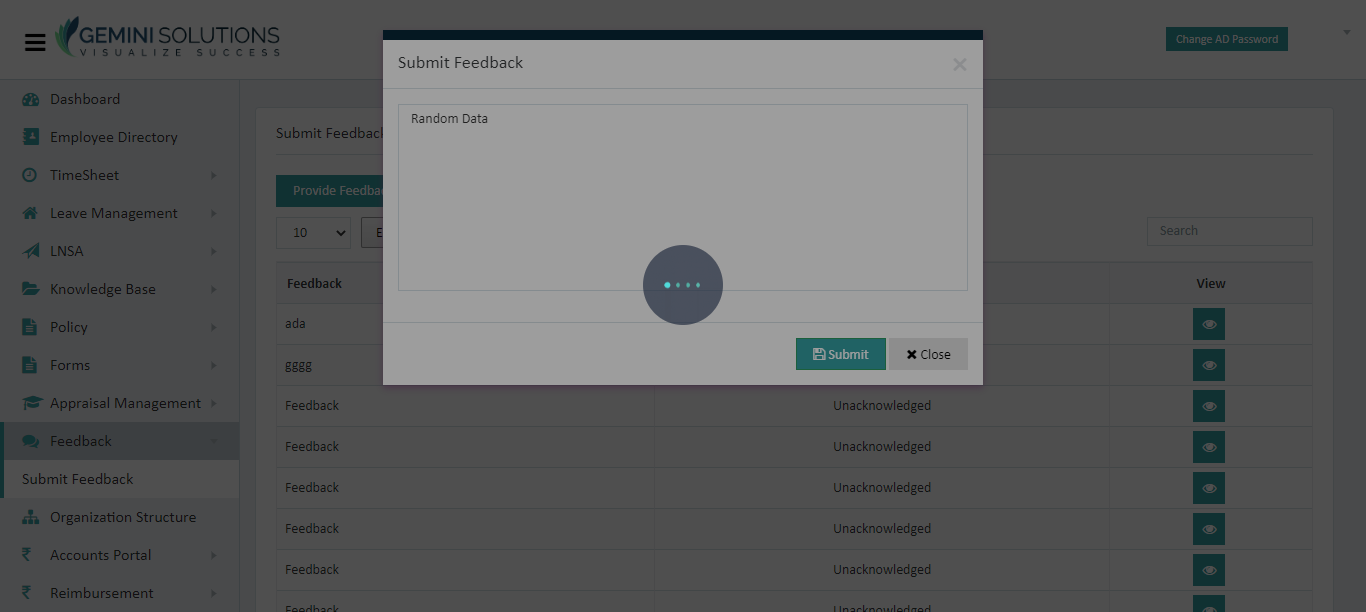 GEMINI SOLUTIONS
VISUALIZE SUCCESS
Change AD Password
Dashboard
Employee Directory
TimeSheet
Leave Management
LNSA
Knowledge Base
Policy
Forms
Appraisal Management
Feedback
Submit Feedback
Organization Structure
Accounts Portal
Reimbursement
Submit Feedback
Provide
10
Search
Feedback
View
ada
gggg
Feedback Unacknowledged
Feedback Unacknowledged
Feedback Unacknowledged
Feedback Unacknowledged
Feedback Unacknowledged
Feedback Unacknowledged
Submit Feedback
×
Random Data
Submit
Close